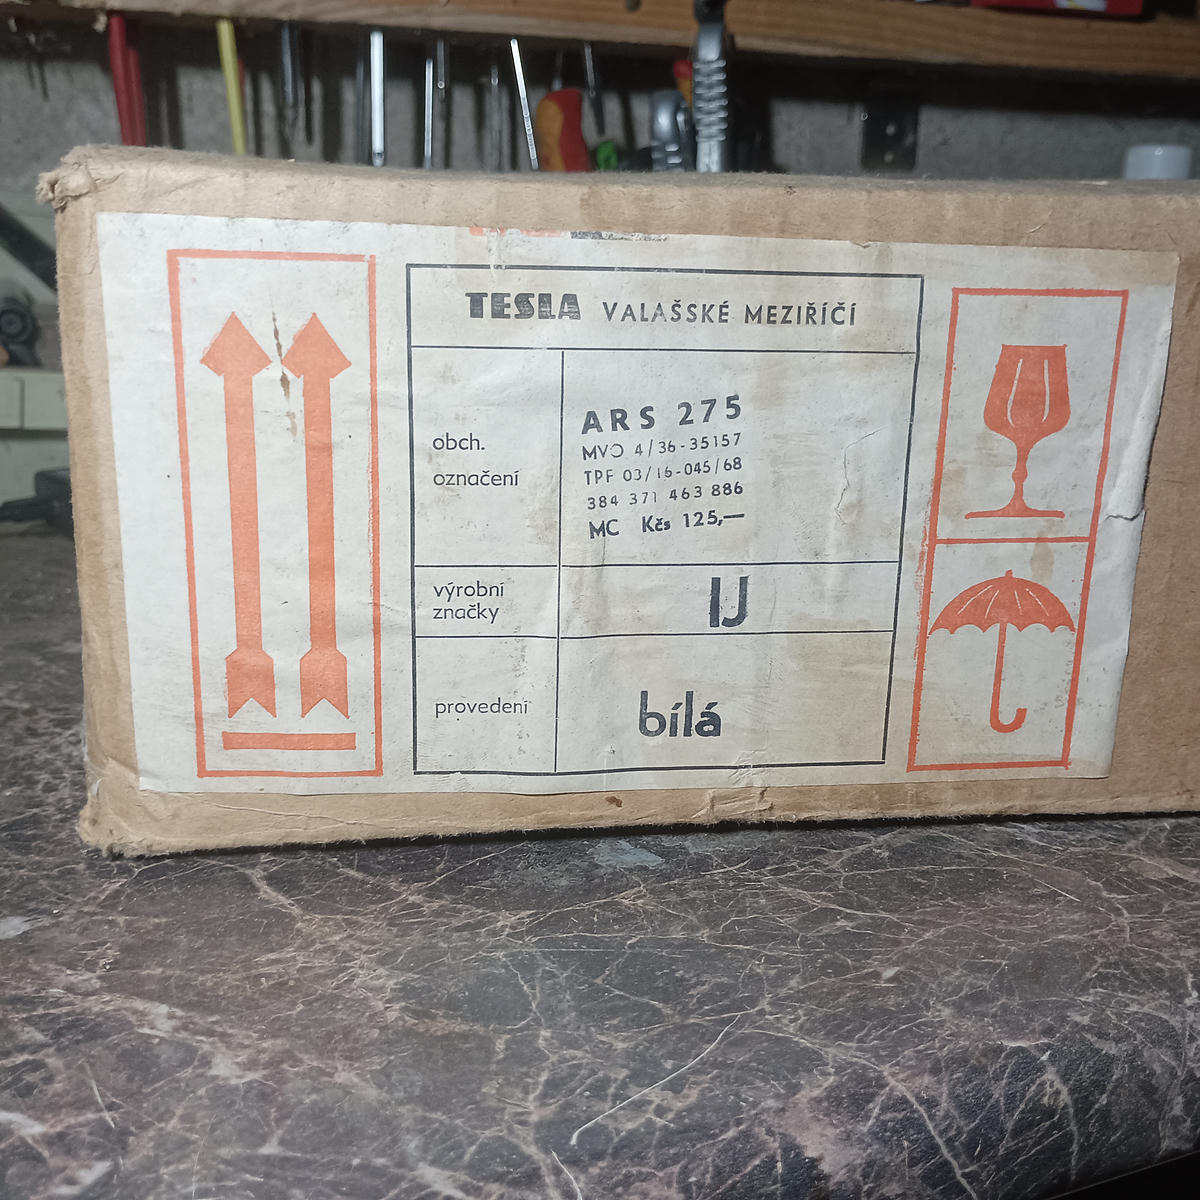 TESLA VALAŠSKÉ MEZIŘÍČÍ
obch.
označení
ARS 275
MVO 4/36-35157
TPF 03/16-045/68
384 371 463 886
MC Kčs 125,—
výrobní
značky
IJ
provedení
bílá